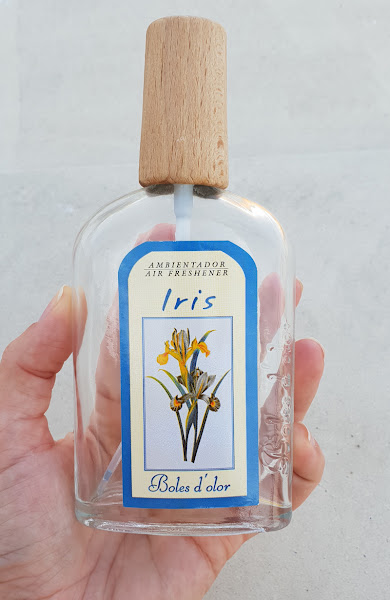 AMBIENTADOR
AIR FRESHENER
Iris
Boles d'olor